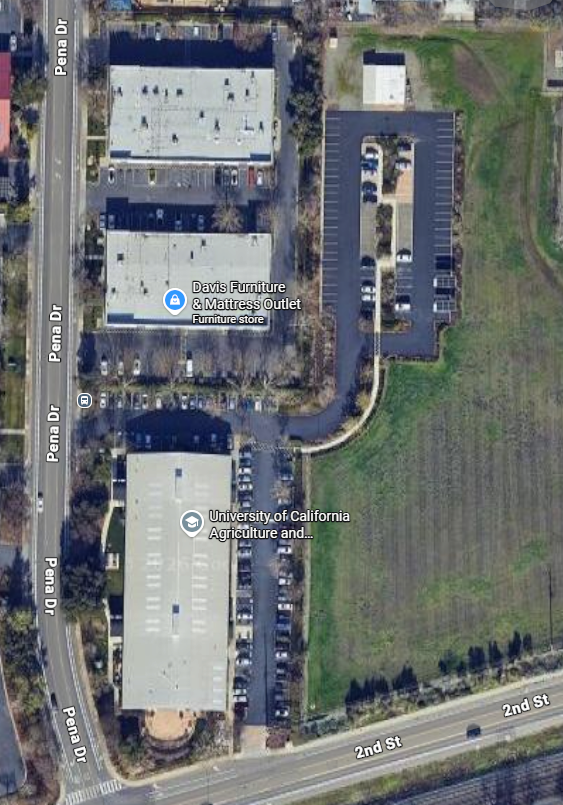 Pena Dr
Davis Furniture
& Mattress Outlet
Furniture store
Pena Dr
Pena Dr
University of California
Agriculture and...
Pena Dr
Pena Dr
2nd St
2nd St